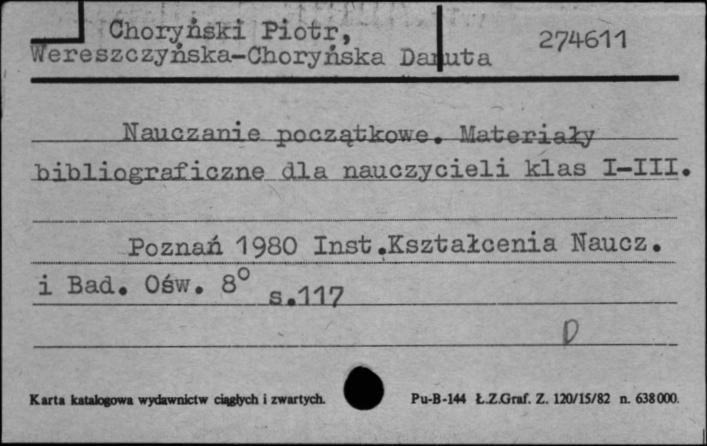 Choryński Piotr,
Wereszczyńska-Choryńska Danuta 274611
Nauczanie początkowe. Materiały
bibliograficzne dla nauczycieli klas I-III.
Poznań 1980 Inst.Kształcenia Naucz.
i Bad. Ośw. 8° s.117
D
Karta katalogowa wydawnictw ciągłych i zwartych. Pu-B-144 Ł.Z.Graf. Z. 120/15/82 n. 638000.